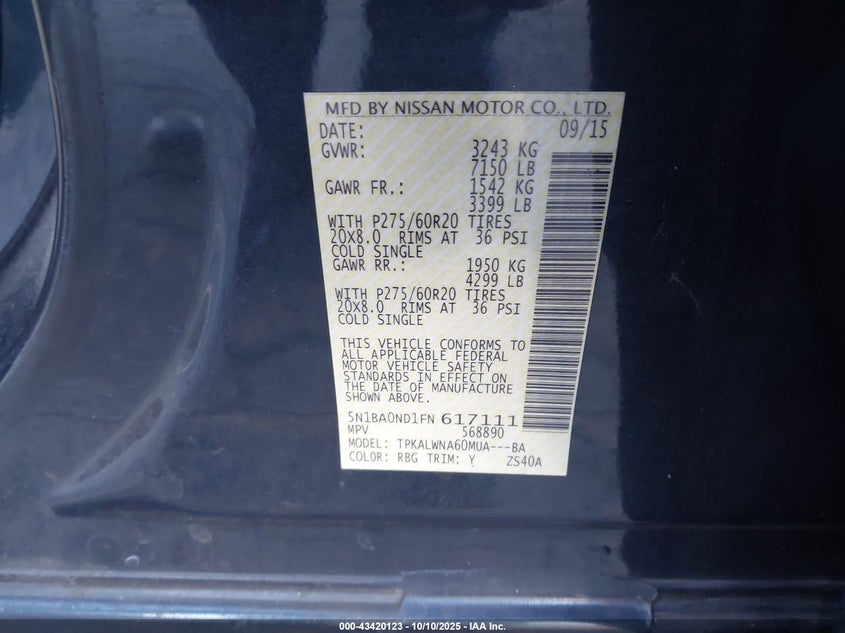 MFD BY NISSAN MOTOR CO., LTD.
DATE: 09/15
GVWR: 3243 KG
7150 LB
GAWR FR.: 1542 KG
3399 LB
WITH P275/60R20 TIRES
20X8.0 RIMS AT 36 PSI
COLD SINGLE
GAWR RR.: 1950 KG
4299 LB
WITH P275/60R20 TIRES
20X8.0 RIMS AT 36 PSI
COLD SINGLE
THIS VEHICLE CONFORMS TO
ALL APPLICABLE FEDERAL
MOTOR VEHICLE SAFETY
STANDARDS IN EFFECT ON
THE DATE OF MANUFACTURE
SHOWN ABOVE.
5N1BA0ND1FN 617111
MPV 568890
MODEL: TPKALWNA60MUA---BA
COLOR: RBG TRIM: Y ZS40A
000-43420123 - 10/10/2025 - IAA Inc.